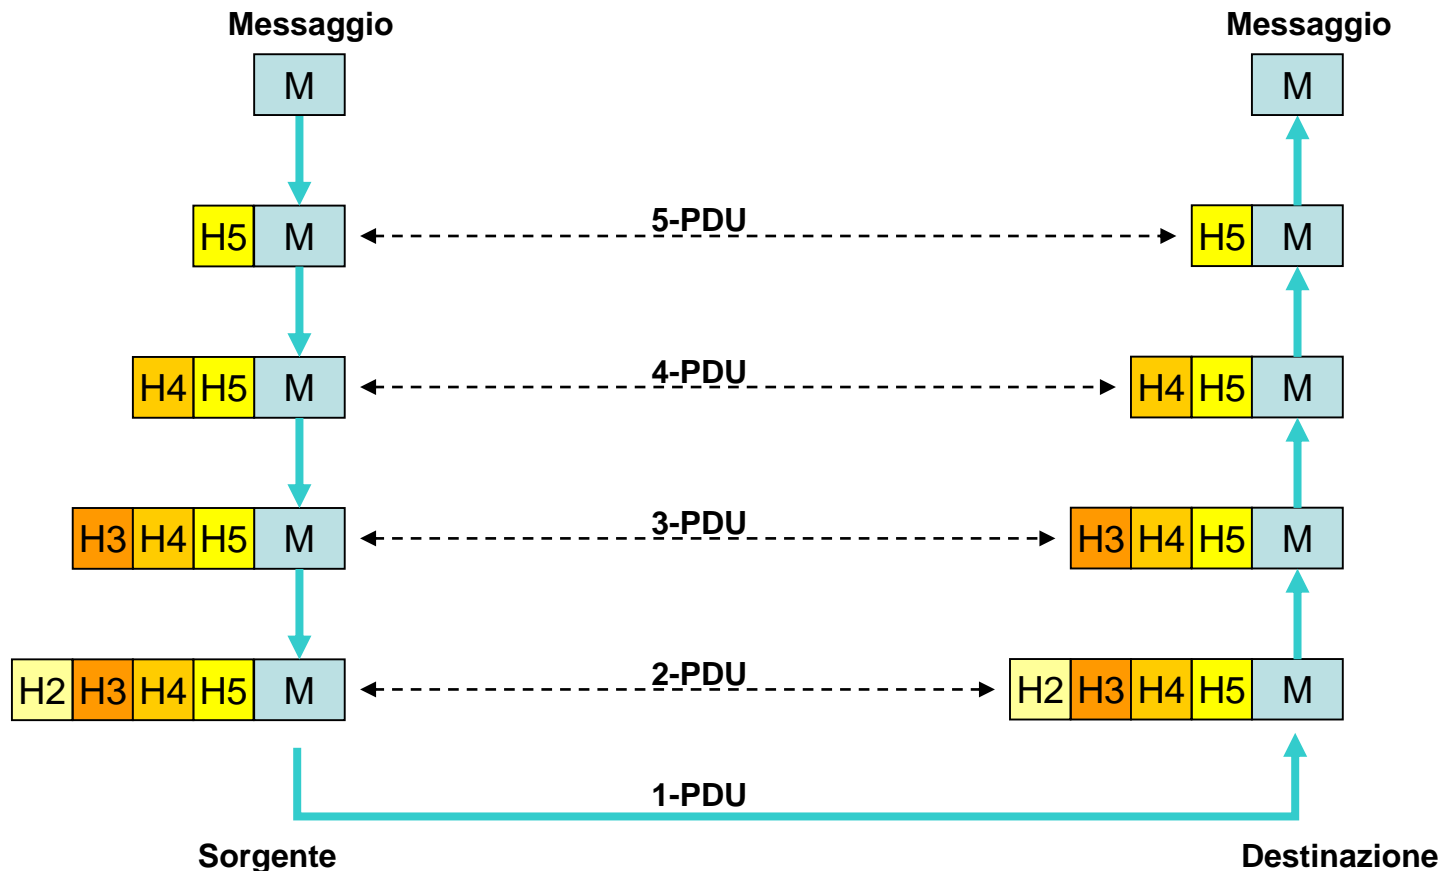 Messaggio Messaggio
M M
H5 M 5-PDU H5 M
H4 H5 M 4-PDU H4 H5 M
H3 H4 H5 M 3-PDU H3 H4 H5 M
H2 H3 H4 H5 M 2-PDU H2 H3 H4 H5 M
1-PDU
Sorgente Destinazione